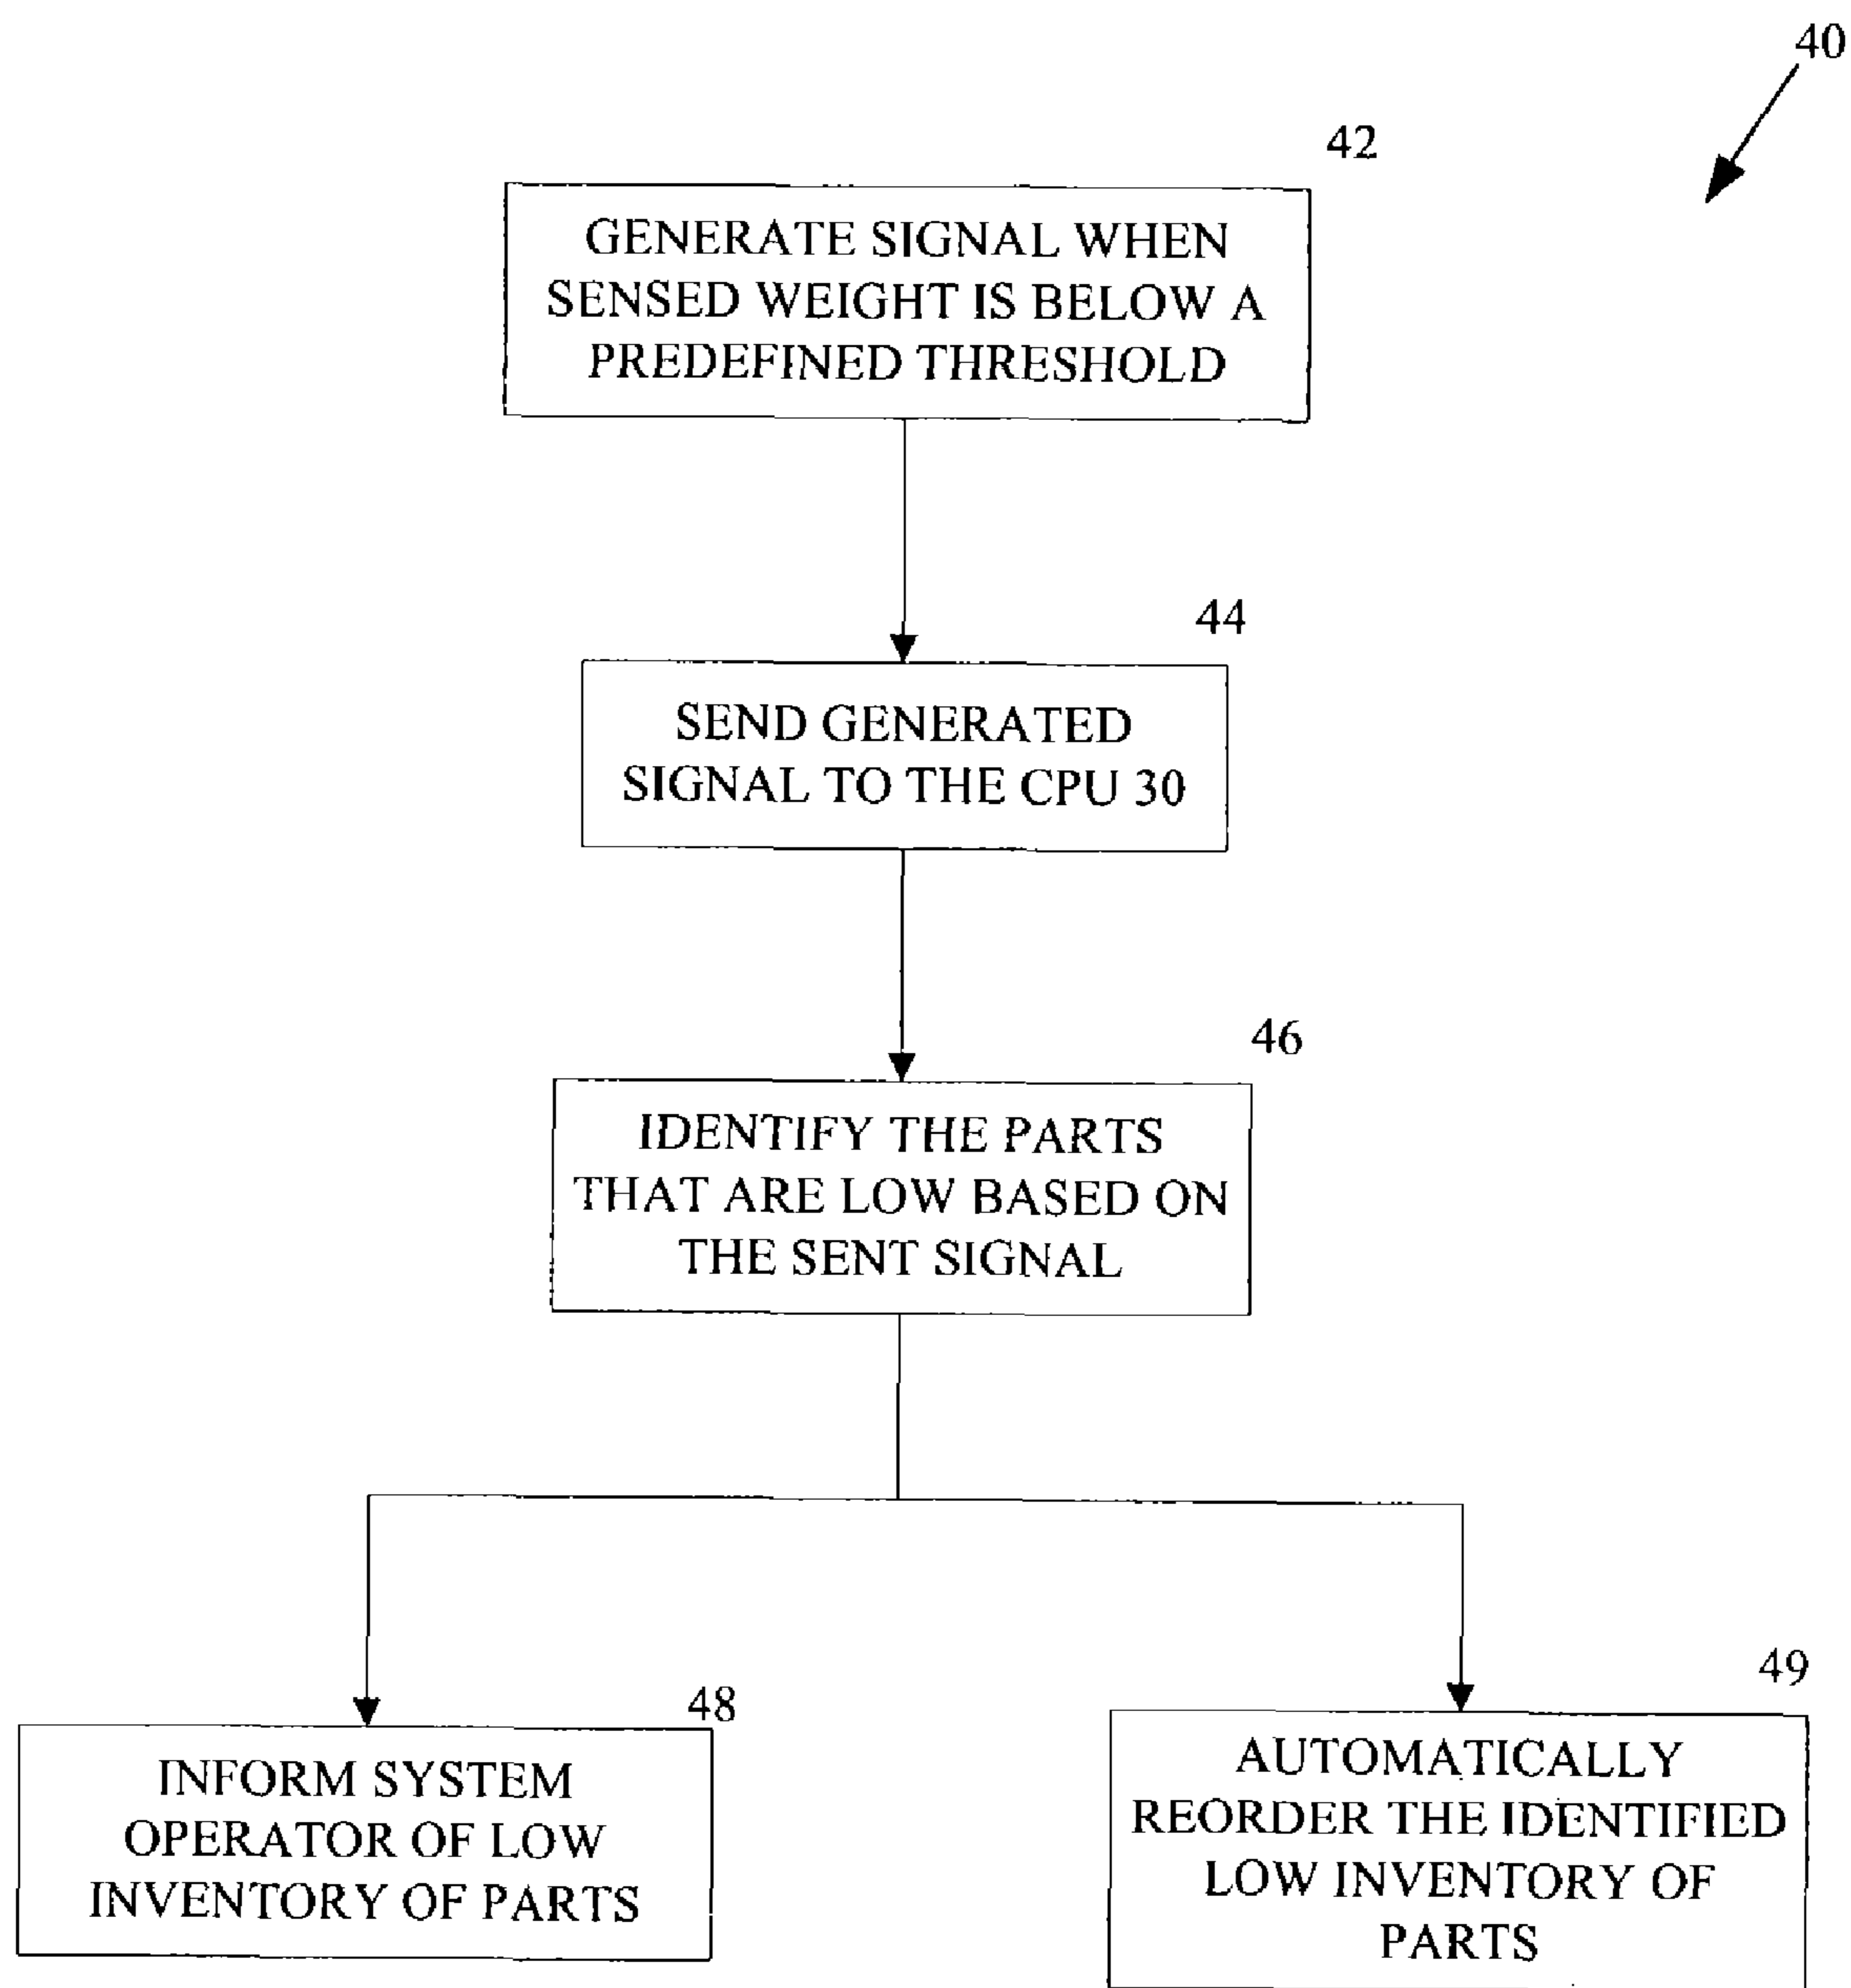 40
42
GENERATE SIGNAL WHEN
SENSED WEIGHT IS BELOW A
PREDEFINED THRESHOLD
44
SEND GENERATED
SIGNAL TO THE CPU 30
46
IDENTIFY THE PARTS
THAT ARE LOW BASED ON
THE SENT SIGNAL
48
INFORM SYSTEM
OPERATOR OF LOW
INVENTORY OF PARTS
49
AUTOMATICALLY
REORDER THE IDENTIFIED
LOW INVENTORY OF
PARTS